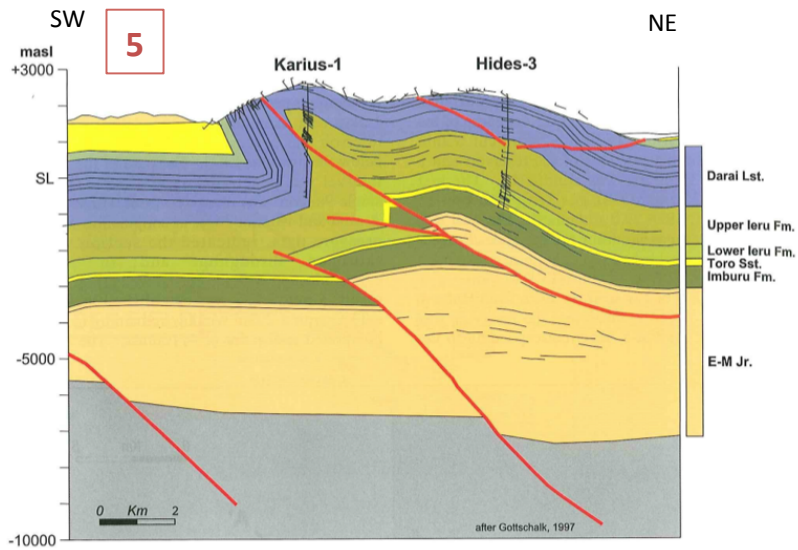 SW
5
NE
masl
+3000
Karius-1
Hides-3
SL
Darai Lst.
Upper Ieru Fm.
Lower Ieru Fm.
Toro Sst.
Imburu Fm.
-5000
E-M Jr.
0 Km 2
after Gottschalk, 1997
-10000